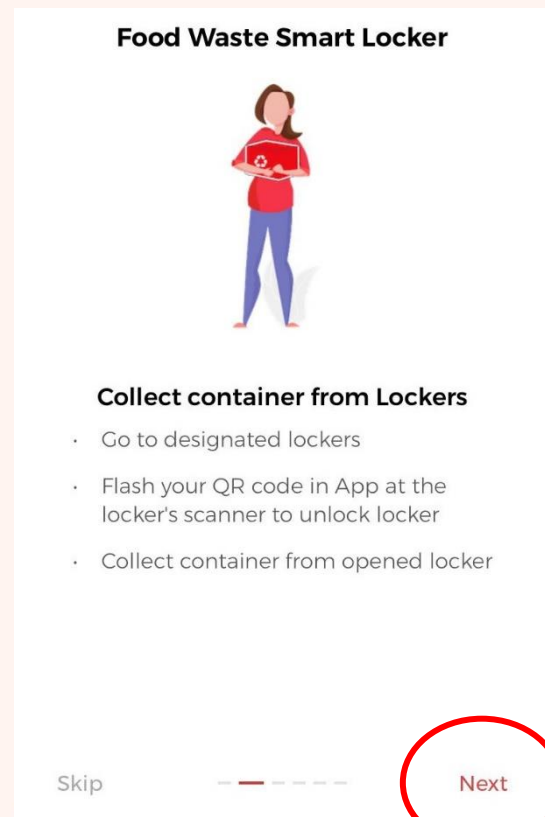 Food Waste Smart Locker
Collect container from Lockers
· Go to designated lockers
· Flash your QR code in App at the
locker's scanner to unlock locker
· Collect container from opened locker
Skip
Next